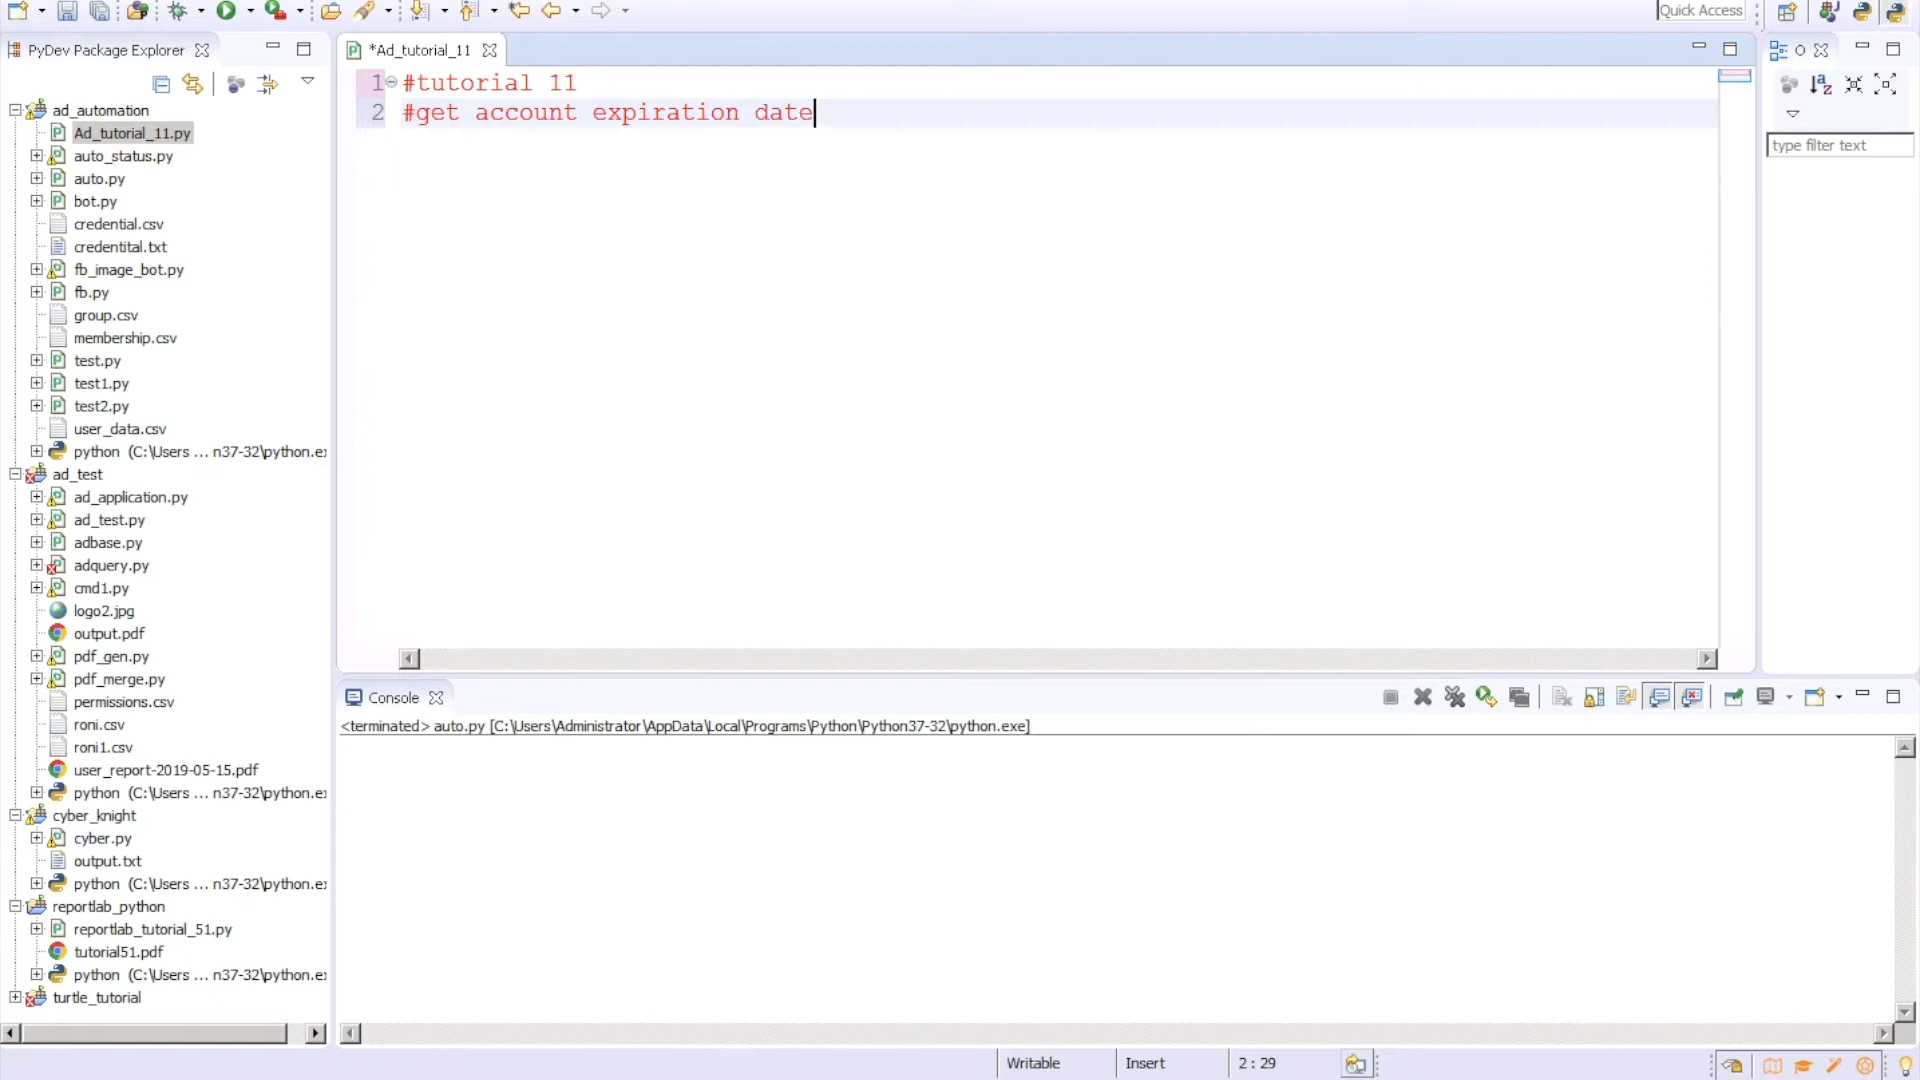 Quick Access
PyDev Package Explorer
*Ad_tutorial_11
1 #tutorial 11
2 #get account expiration date
type filter text
ad_automation
Ad_tutorial_11.py
auto_status.py
auto.py
bot.py
credential.csv
credentital.txt
fb_image_bot.py
fb.py
group.csv
membership.csv
test.py
test1.py
test2.py
user_data.csv
python (C:\Users ... n37-32\python.e
ad_test
ad_application.py
ad_test.py
adbase.py
adquery.py
cmd1.py
logo2.jpg
output.pdf
pdf_gen.py
pdf_merge.py
permissions.csv
roni.csv
roni1.csv
user_report-2019-05-15.pdf
python (C:\Users ... n37-32\python.e
cyber_knight
cyber.py
output.txt
python (C:\Users ... n37-32\python.e
reportlab_python
reportlab_tutorial_51.py
tutorial51.pdf
python (C:\Users ... n37-32\python.e
turtle_tutorial
Console
<terminated> auto.py [C:\Users\Administrator\AppData\Local\Programs\Python\Python37-32\python.exe]
Writable
Insert
2 : 29